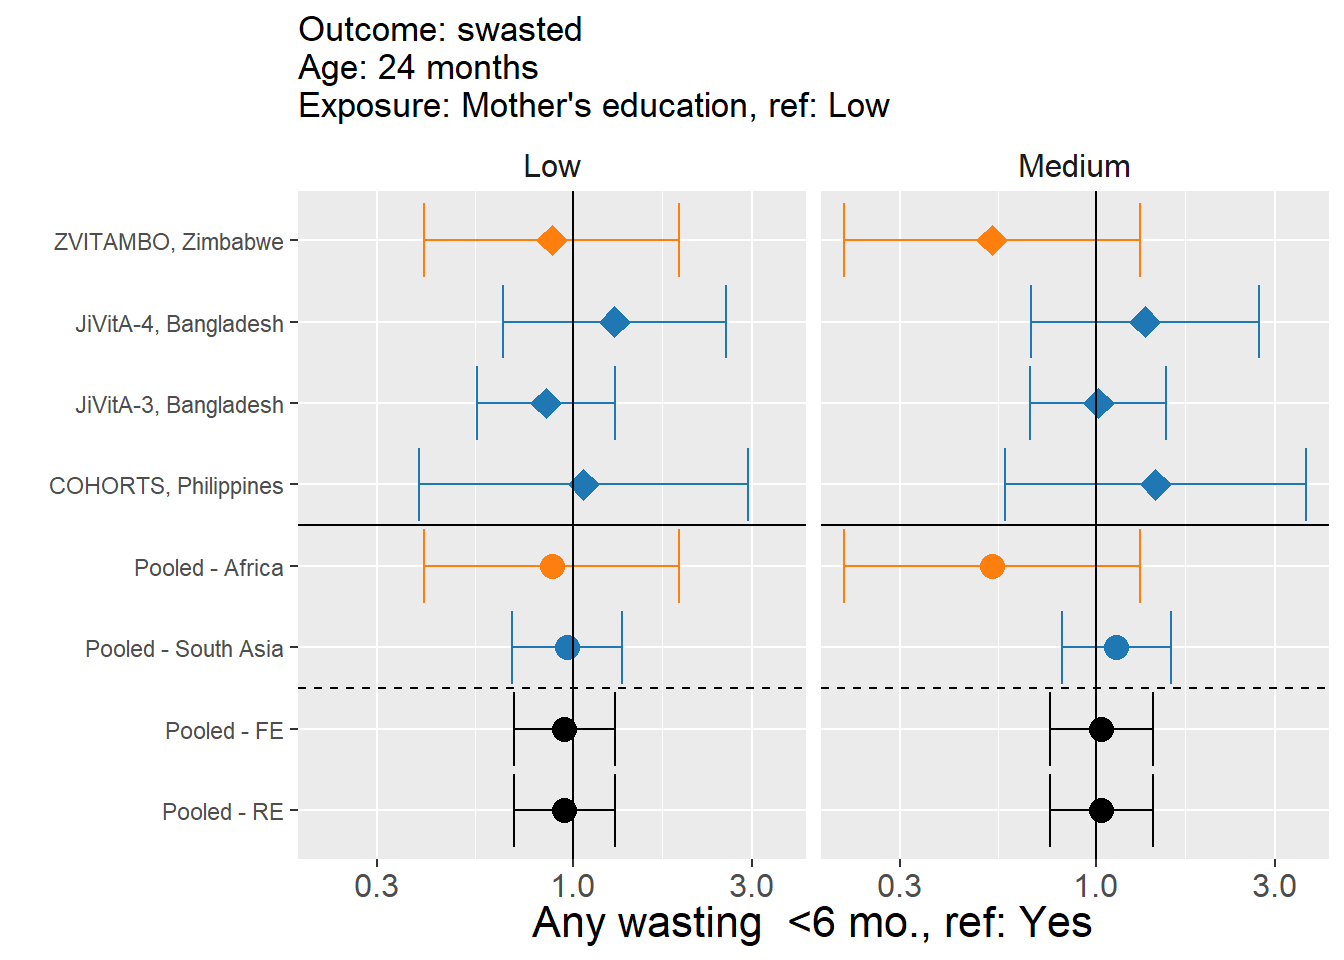 Outcome: swasted
Age: 24 months
Exposure: Mother's education, ref: Low
Low
Medium
ZVITAMBO, Zimbabwe
JiVitA-4, Bangladesh
JiVitA-3, Bangladesh
COHORTS, Philippines
Pooled - Africa
Pooled - South Asia
Pooled - FE
Pooled - RE
0.3 1.0 3.0 0.3 1.0 3.0
Any wasting  <6 mo., ref: Yes